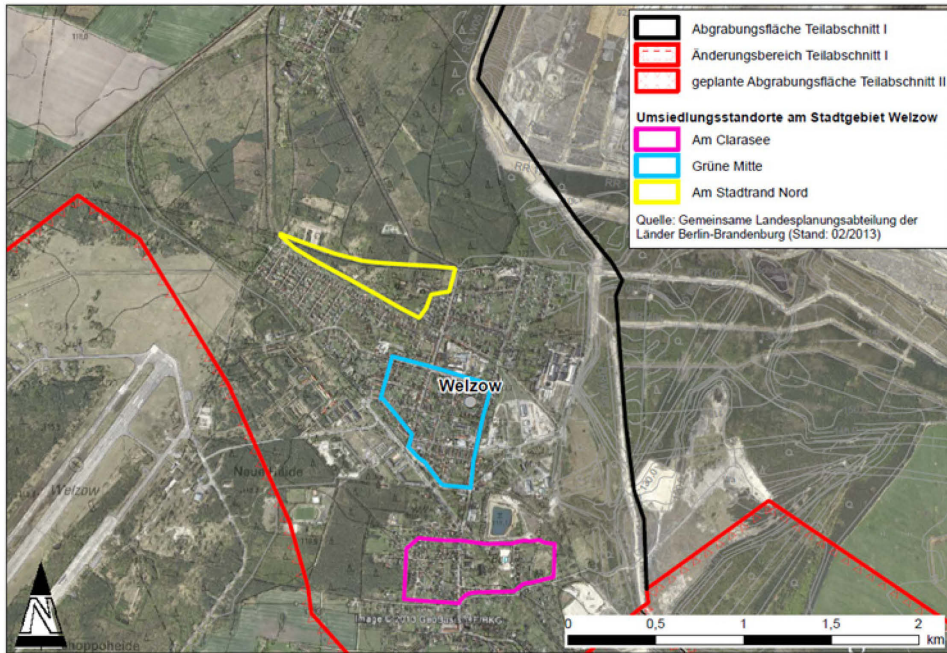 Abgrabungsfläche Teilabschnitt I
Änderungsbereich Teilabschnitt I
geplante Abgrabungsfläche Teilabschnitt II
Umsiedlungsstandorte am Stadtgebiet Welzow
Am Clarasee
Grüne Mitte
Am Stadtrand Nord
Quelle: Gemeinsame Landesplanungsabteilung der
Länder Berlin-Brandenburg (Stand: 02/2013)
Welzow
Welzow
N
0 0,5 1 1,5 2
km